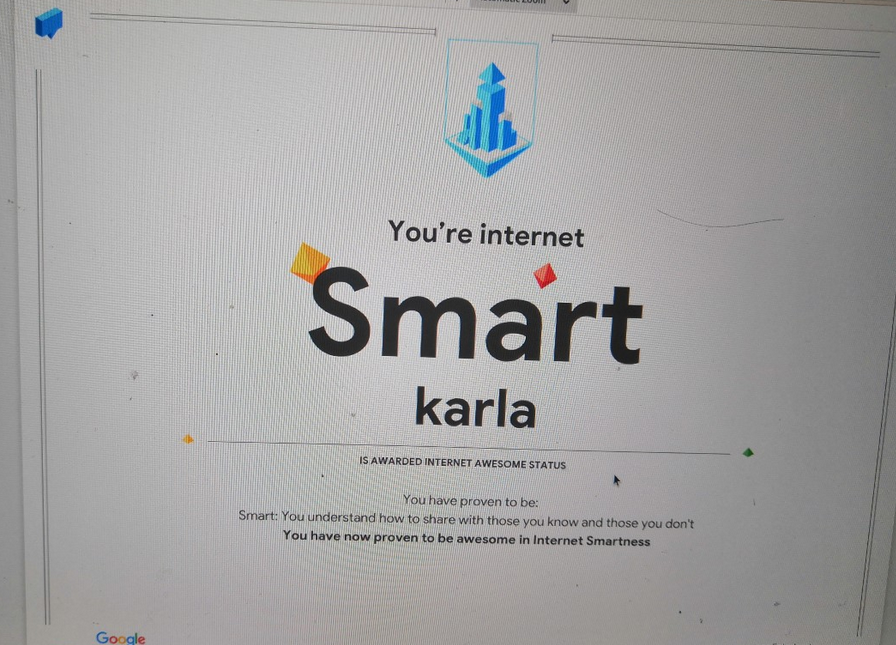 You're internet
Smart
karla
IS AWARDED INTERNET AWESOME STATUS
You have proven to be:
Smart: You understand how to share with those you know and those you don't
You have now proven to be awesome in Internet Smartness
Google